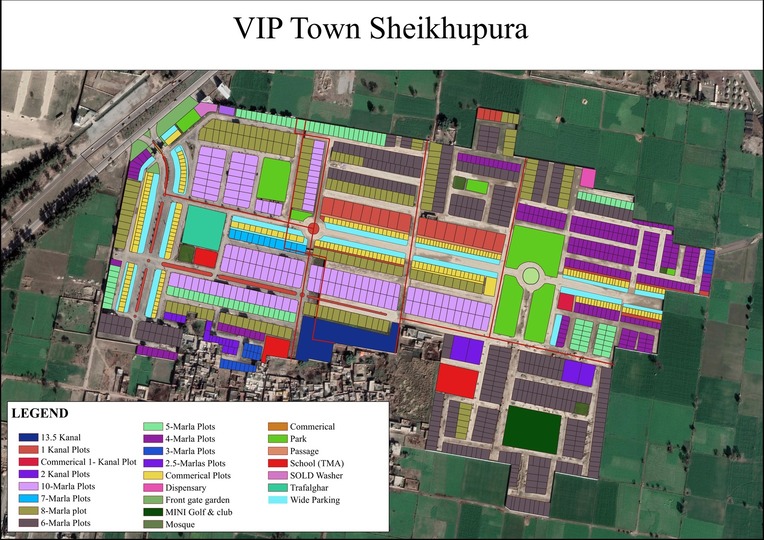 VIP Town Sheikhupura
LEGEND
13.5 Kanal
1 Kanal Plots
Commerical 1- Kanal Plot
2 Kanal Plots
10-Marla Plots
7-Marla Plots
8-Marla plot
6-Marla Plots
5-Marla Plots
4-Marla Plots
3-Marla Plots
2.5-Marlas Plots
Commerical Plots
Dispensary
Front gate garden
MINI Golf & club
Mosque
Commerical
Park
Passage
School (TMA)
SOLD Washer
Trafalghar
Wide Parking